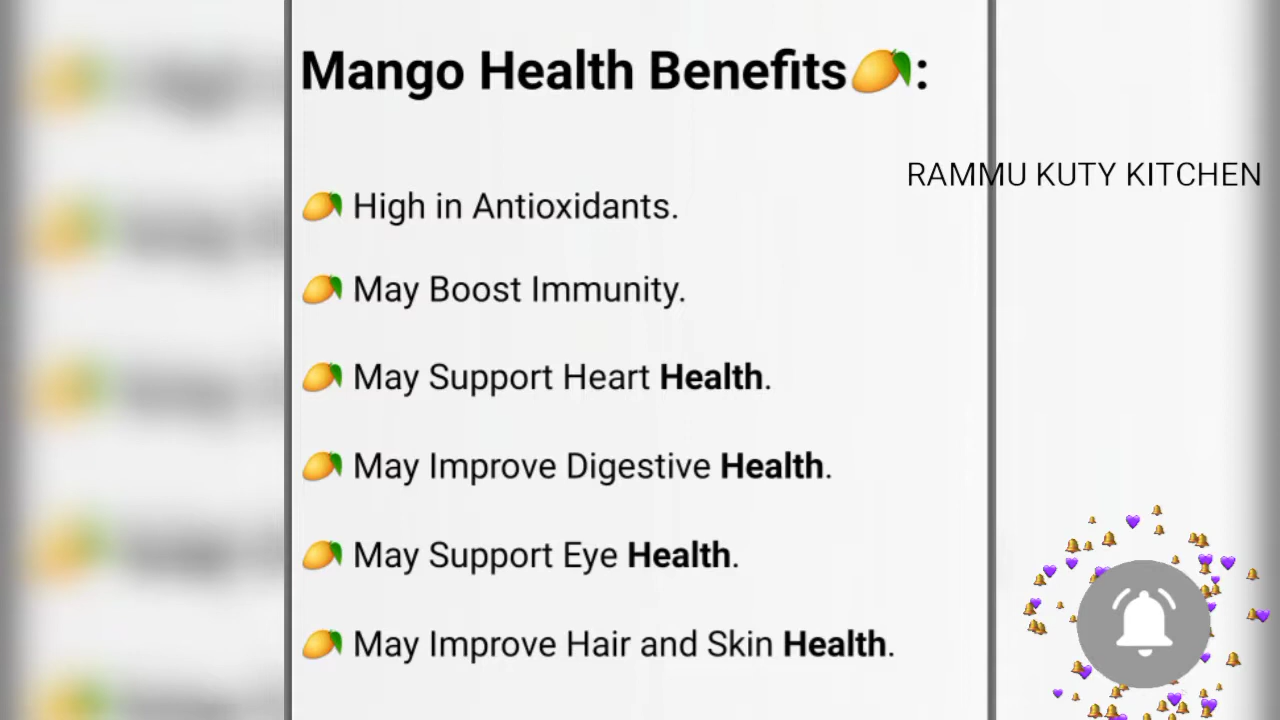 Mango Health Benefits🥭:
RAMMU KUTY KITCHEN
🥭 High in Antioxidants.
🥭 May Boost Immunity.
🥭 May Support Heart Health.
🥭 May Improve Digestive Health.
🥭 May Support Eye Health.
🥭 May Improve Hair and Skin Health.